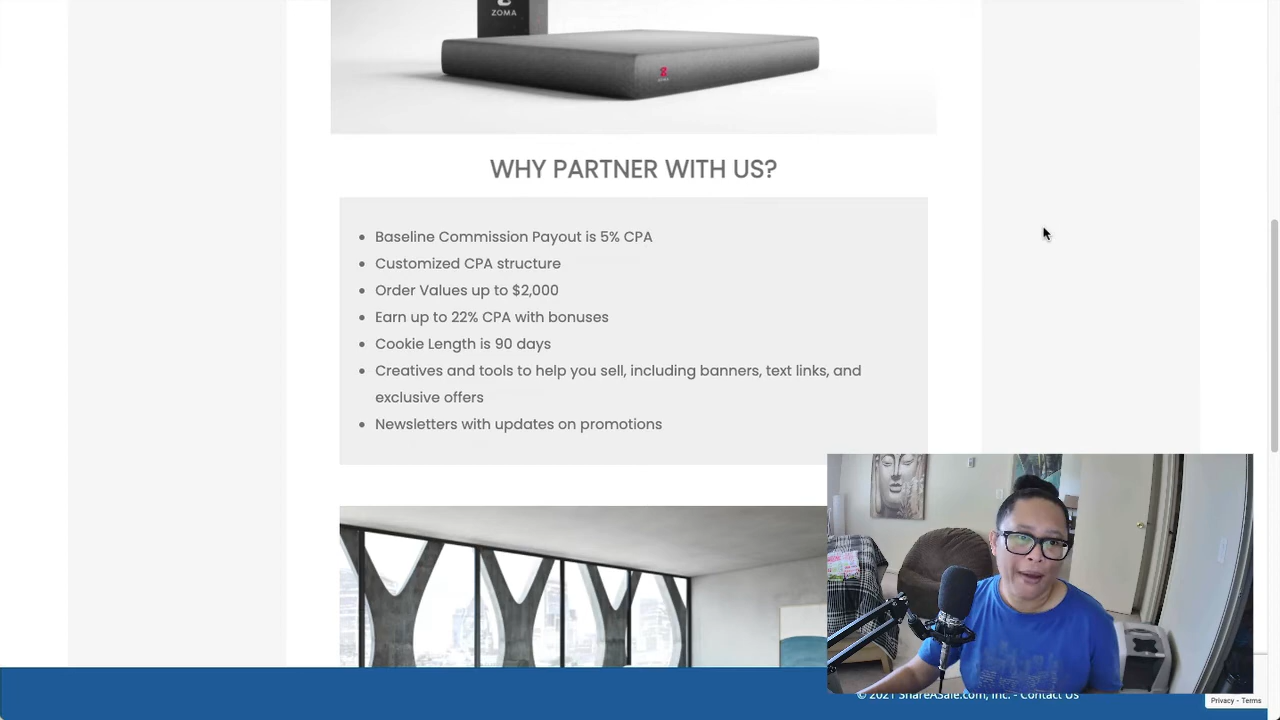 ZOMA
WHY PARTNER WITH US?
Baseline Commission Payout is 5% CPA
Customized CPA structure
Order Values up to $2,000
Earn up to 22% CPA with bonuses
Cookie Length is 90 days
Creatives and tools to help you sell, including banners, text links, and
exclusive offers
Newsletters with updates on promotions
© 2021 ShareASale.com, Inc. - Contact Us
Privacy - Terms